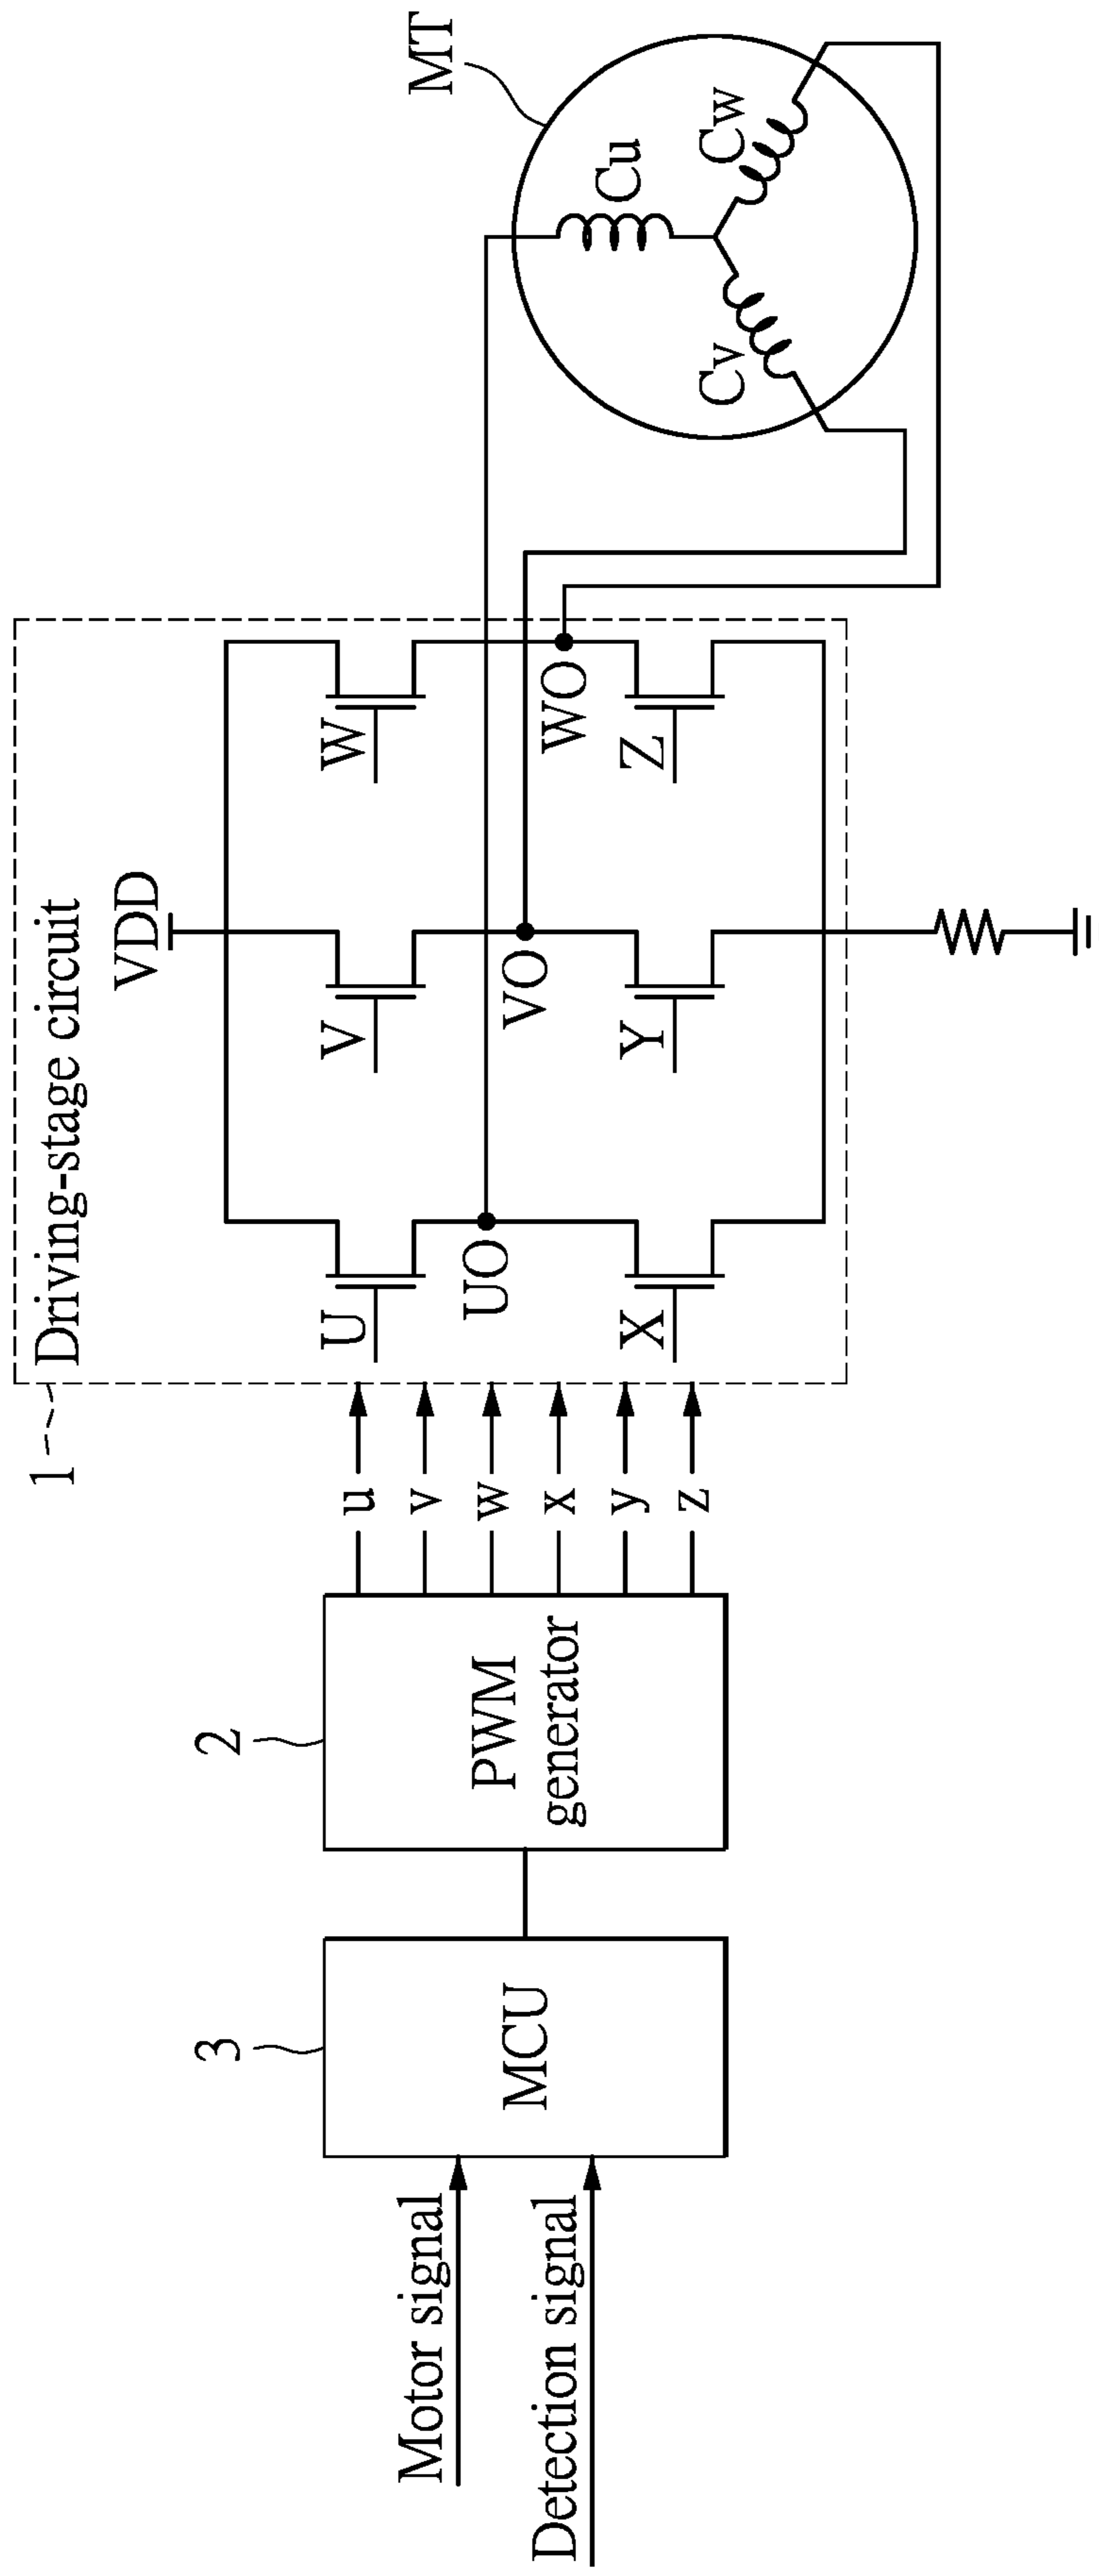 Motor signal
Detection signal
3
MCU
2
PWM
generator
u
v
w
x
y
z
1
Driving-stage circuit
VDD
U
V
W
UO
VO
WO
X
Y
Z
MT
Cu
Cv
Cw